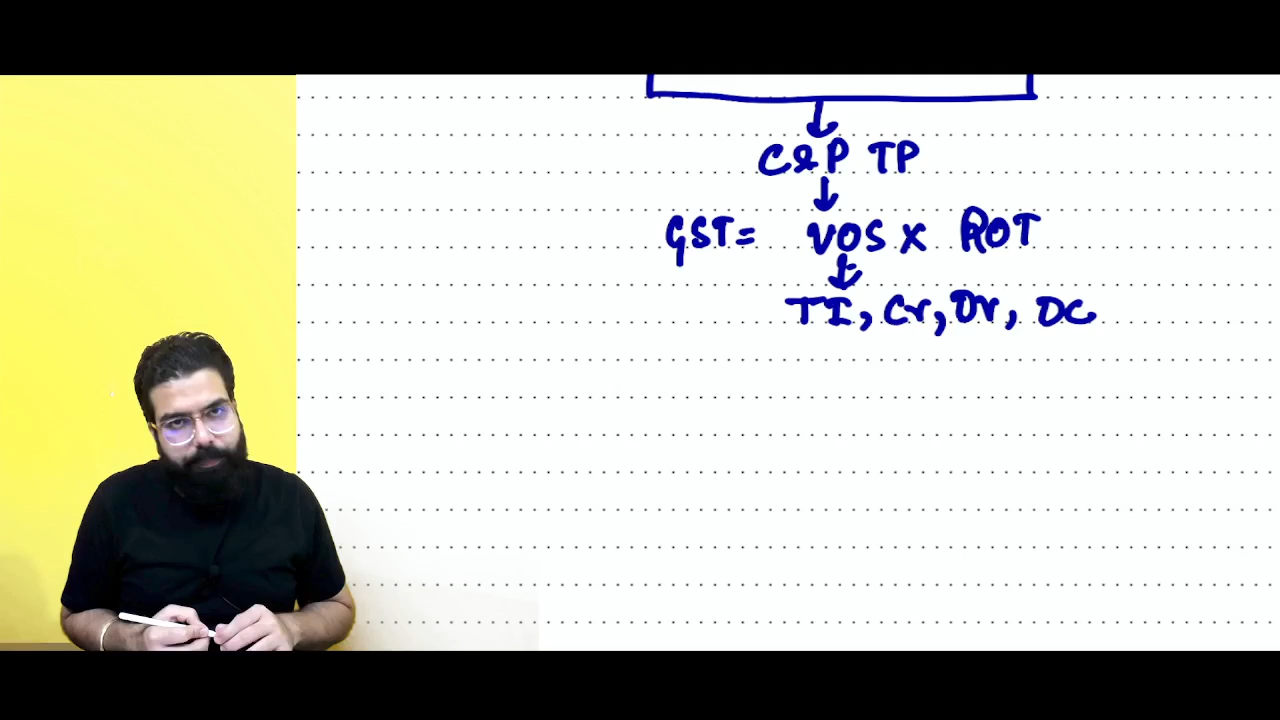 C&P TP
GST= VOS X ROT
TI, Cr, Dr, DC